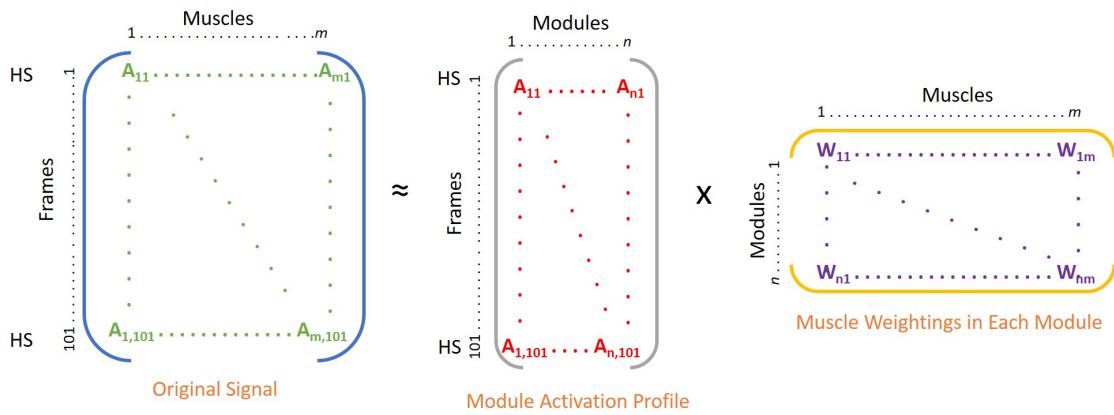 Muscles
1 . . . . . . . . . . . . . . . . . . . . . . .m
HS
1
A11 . . . . . . . . . . . . . . . . Am1
Frames
101
HS
A1,101 . . . . . . . . . . . . Am,101
Original Signal
≈
Modules
1 . . . . . . . . . . . . . . n
HS
1
A11 . . . . . . An1
Frames
101
HS
A1,101 . . . . . . An,101
Module Activation Profile
X
Muscles
1 . . . . . . . . . . . . . . . . . . . . . . . . . . . . m
1
W11 . . . . . . . . . . . . . . . . . . . . . W1m
Modules
n
Wn1 . . . . . . . . . . . . . . . . . . . . . Wnm
Muscle Weightings in Each Module